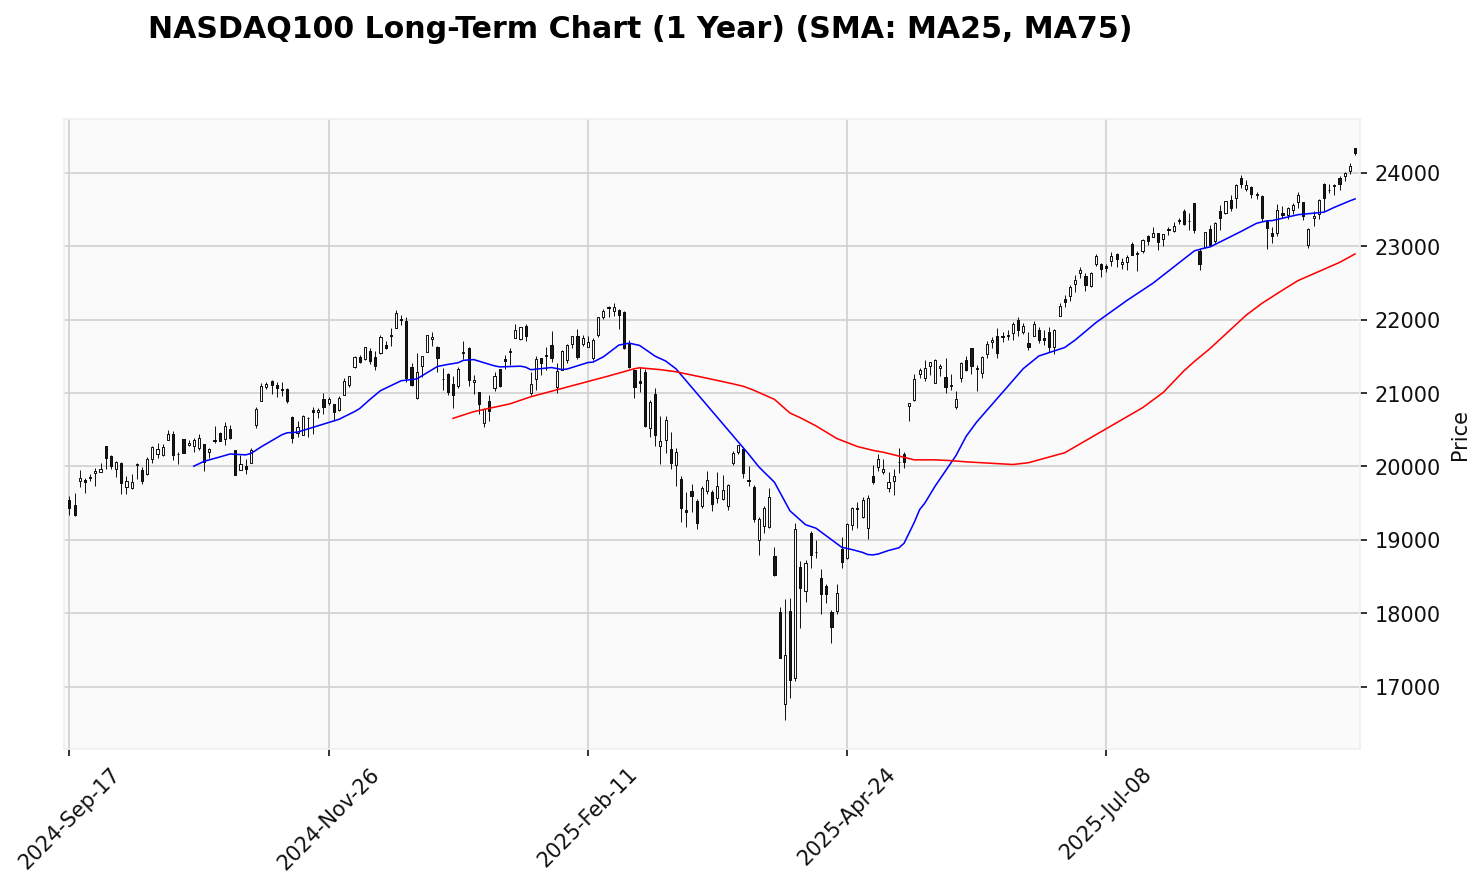 NASDAQ100 Long-Term Chart (1 Year) (SMA: MA25, MA75)
24000
23000
22000
21000
20000
19000
18000
17000
Price
2024-Sep-17
2024-Nov-26
2025-Feb-11
2025-Apr-24
2025-Jul-08